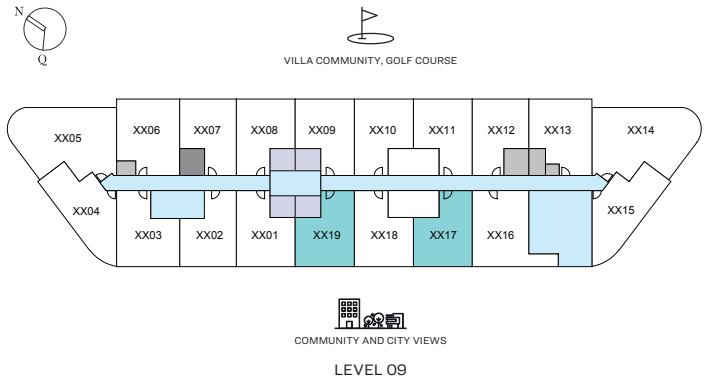 N
Q
VILLA COMMUNITY, GOLF COURSE
XX05
XX06
XX07
XX08
XX09
XX10
XX11
XX12
XX13
XX14
XX04
XX03
XX02
XX01
XX19
XX18
XX17
XX16
XX15
COMMUNITY AND CITY VIEWS
LEVEL 09